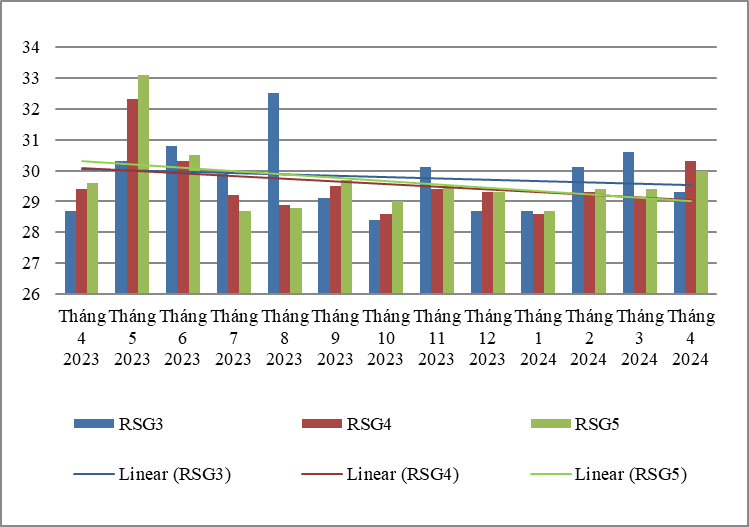 34
33
32
31
30
29
28
27
26
Tháng Tháng Tháng Tháng Tháng Tháng Tháng Tháng Tháng Tháng Tháng Tháng Tháng
4 5 6 7 8 9 10 11 12 1 2 3 4
2023 2023 2023 2023 2023 2023 2023 2023 2023 2024 2024 2024 2024
RSG3 RSG4 RSG5
Linear (RSG3) Linear (RSG4) Linear (RSG5)